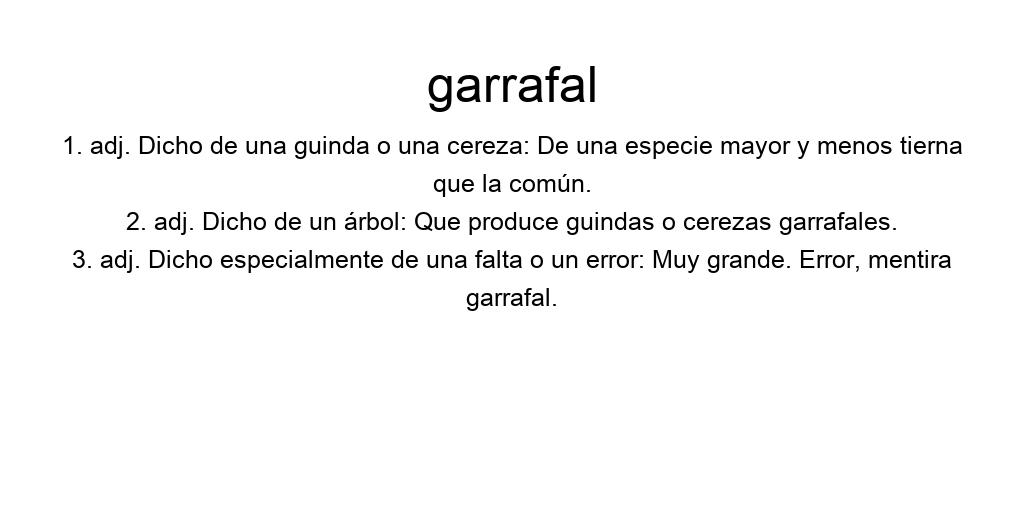 garrafal
1. adj. Dicho de una guinda o una cereza: De una especie mayor y menos tierna
que la común.
2. adj. Dicho de un árbol: Que produce guindas o cerezas garrafales.
3. adj. Dicho especialmente de una falta o un error: Muy grande. Error, mentira
garrafal.